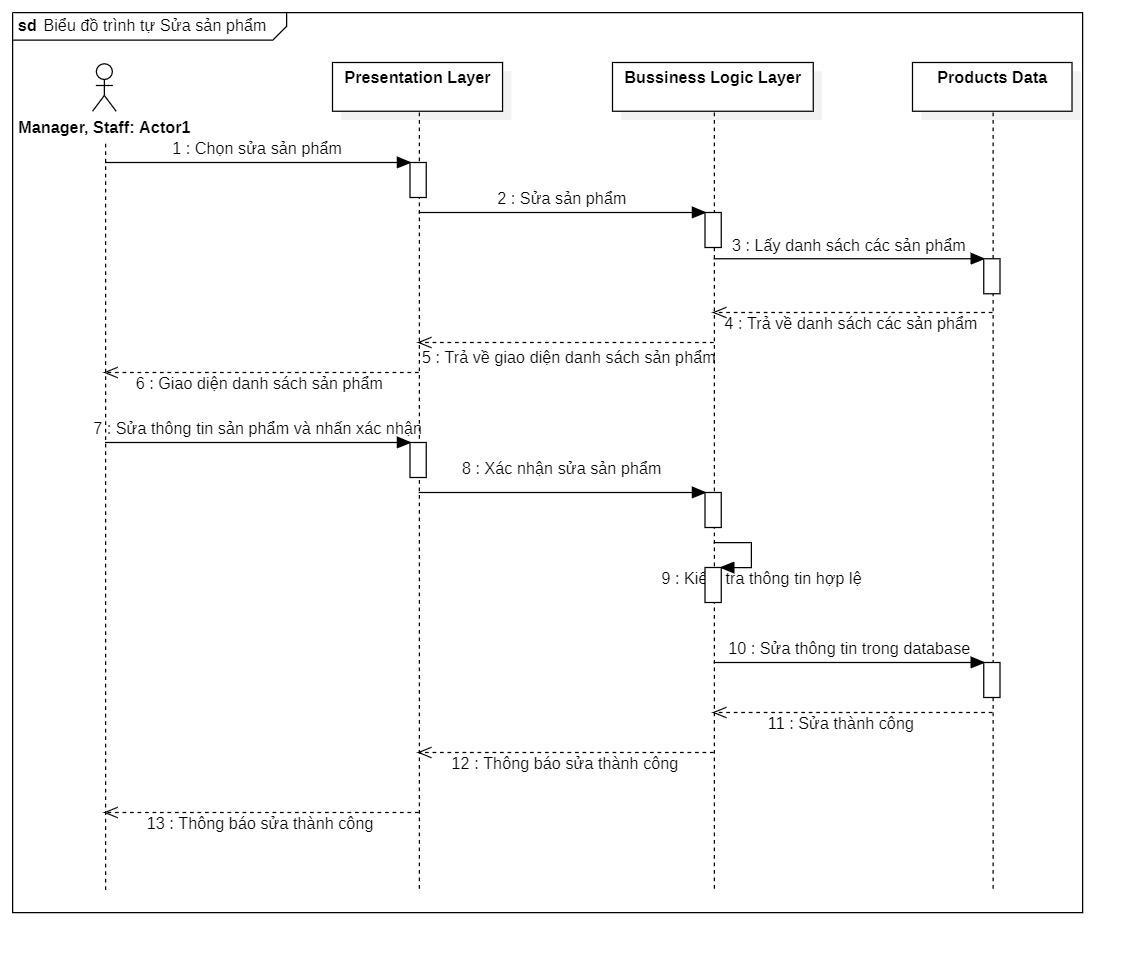 sd Biểu đồ trình tự Sửa sản phẩm
Presentation Layer
Bussiness Logic Layer
Products Data
Manager, Staff: Actor1
1 : Chọn sửa sản phẩm
2 : Sửa sản phẩm
3 : Lấy danh sách các sản phẩm
4 : Trả về danh sách các sản phẩm
5 : Trả về giao diện danh sách sản phẩm
6 : Giao diện danh sách sản phẩm
7 : Sửa thông tin sản phẩm và nhấn xác nhận
8 : Xác nhận sửa sản phẩm
9 : Kiể tra thông tin hợp lệ
10 : Sửa thông tin trong database
11 : Sửa thành công
12 : Thông báo sửa thành công
13 : Thông báo sửa thành công